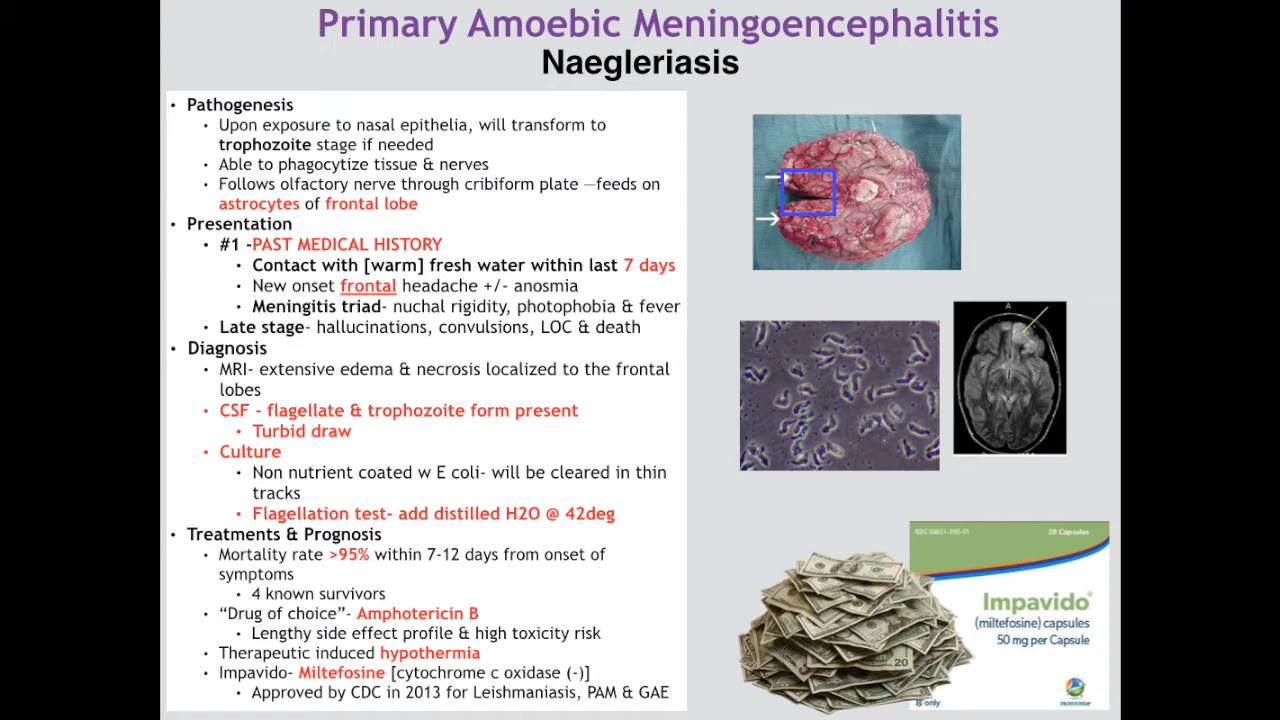 Primary Amoebic Meningoencephalitis
Naegleriasis
• Pathogenesis
• Upon exposure to nasal epithelia, will transform to
trophozoite stage if needed
• Able to phagocytize tissue & nerves
• Follows olfactory nerve through cribiform plate —feeds on
astrocytes of frontal lobe
• Presentation
• #1 -PAST MEDICAL HISTORY
• Contact with [warm] fresh water within last 7 days
• New onset frontal headache +/- anosmia
• Meningitis triad- nuchal rigidity, photophobia & fever
• Late stage- hallucinations, convulsions, LOC & death
• Diagnosis
• MRI- extensive edema & necrosis localized to the frontal
lobes
• CSF - flagellate & trophozoite form present
• Turbid draw
• Culture
• Non nutrient coated w E coli- will be cleared in thin
tracks
• Flagellation test- add distilled H2O @ 42deg
• Treatments & Prognosis
• Mortality rate >95% within 7-12 days from onset of
symptoms
• 4 known survivors
• “Drug of choice”- Amphotericin B
• Lengthy side effect profile & high toxicity risk
• Therapeutic induced hypothermia
• Impavido- Miltefosine [cytochrome c oxidase (-)]
• Approved by CDC in 2013 for Leishmaniasis, PAM & GAE
A
28 Capsules
Impavido®
(miltefosine) capsules
50 mg per Capsule
20
only